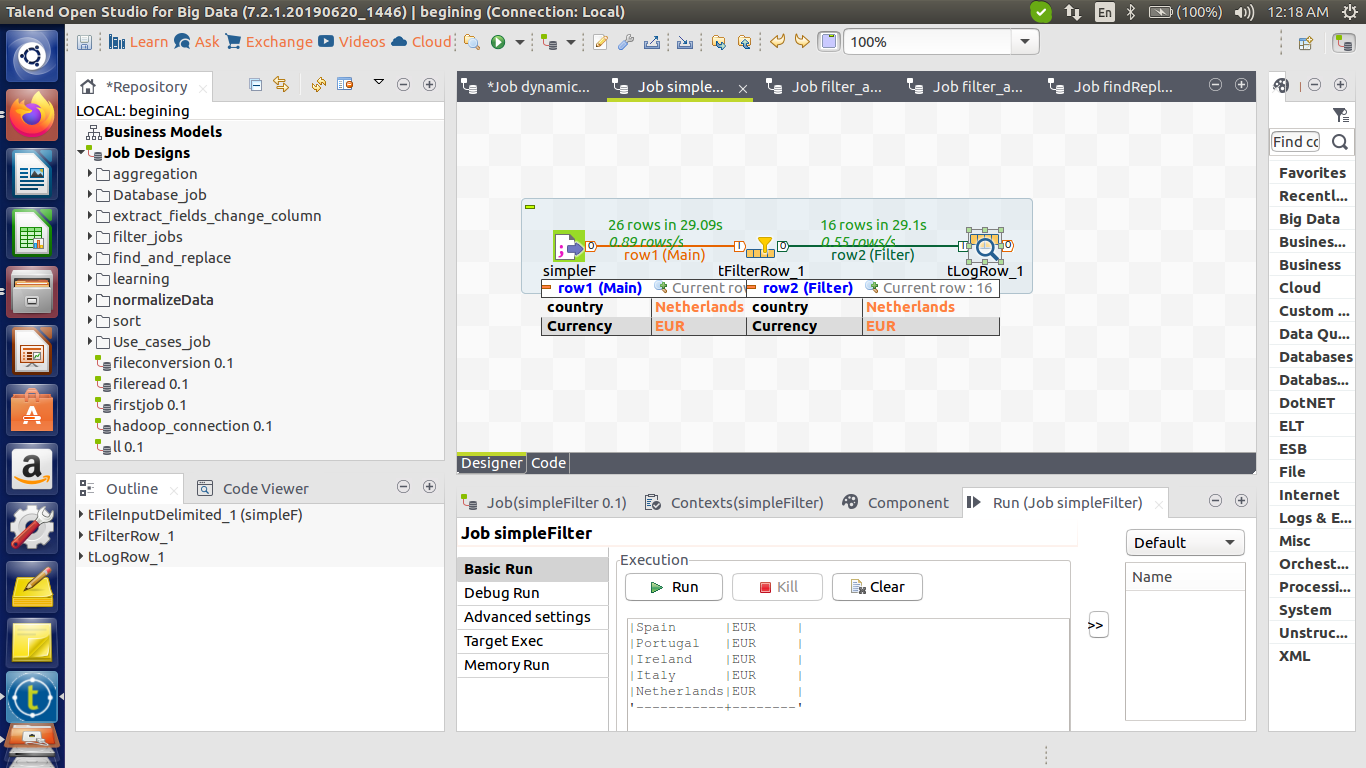 Talend Open Studio for Big Data (7.2.1.20190620_1446) | begining (Connection: Local)
En
(100%)
12:18 AM
Learn
Ask
Exchange
Videos
Cloud
100%
*Repository
LOCAL: begining
Business Models
Job Designs
aggregation
Database_job
extract_fields_change_column
filter_jobs
find_and_replace
learning
normalizeData
sort
Use_cases_job
fileconversion 0.1
fileread 0.1
firstjob 0.1
hadoop_connection 0.1
ll 0.1
Outline
Code Viewer
tFileInputDelimited_1 (simpleF)
tFilterRow_1
tLogRow_1
*Job dynamic...
Job simple...
Job filter_a...
Job filter_a...
Job findRepl...
26 rows in 29.09s
0.89 rows/s
row1 (Main)
16 rows in 29.1s
0.55 rows/s
row2 (Filter)
simpleF
tFilterRow_1
tLogRow_1
row1 (Main)
Current row
row2 (Filter)
Current row : 16
country
Netherlands
country
Netherlands
Currency
EUR
Currency
EUR
Designer
Code
Job(simpleFilter 0.1)
Contexts(simpleFilter)
Component
Run (Job simpleFilter)
Job simpleFilter
Basic Run
Debug Run
Advanced settings
Target Exec
Memory Run
Execution
Run
Kill
Clear
|Spain      |EUR     |
|Portugal   |EUR     |
|Ireland    |EUR     |
|Italy      |EUR     |
|Netherlands|EUR     |
'-----------+--------'
>>
Default
Name
Find cc
Favorites
Recentl...
Big Data
Busines...
Business
Cloud
Custom ...
Data Qu...
Databases
Databas...
DotNET
ELT
ESB
File
Internet
Logs & E...
Misc
Orchest...
Processi...
System
Unstruc...
XML